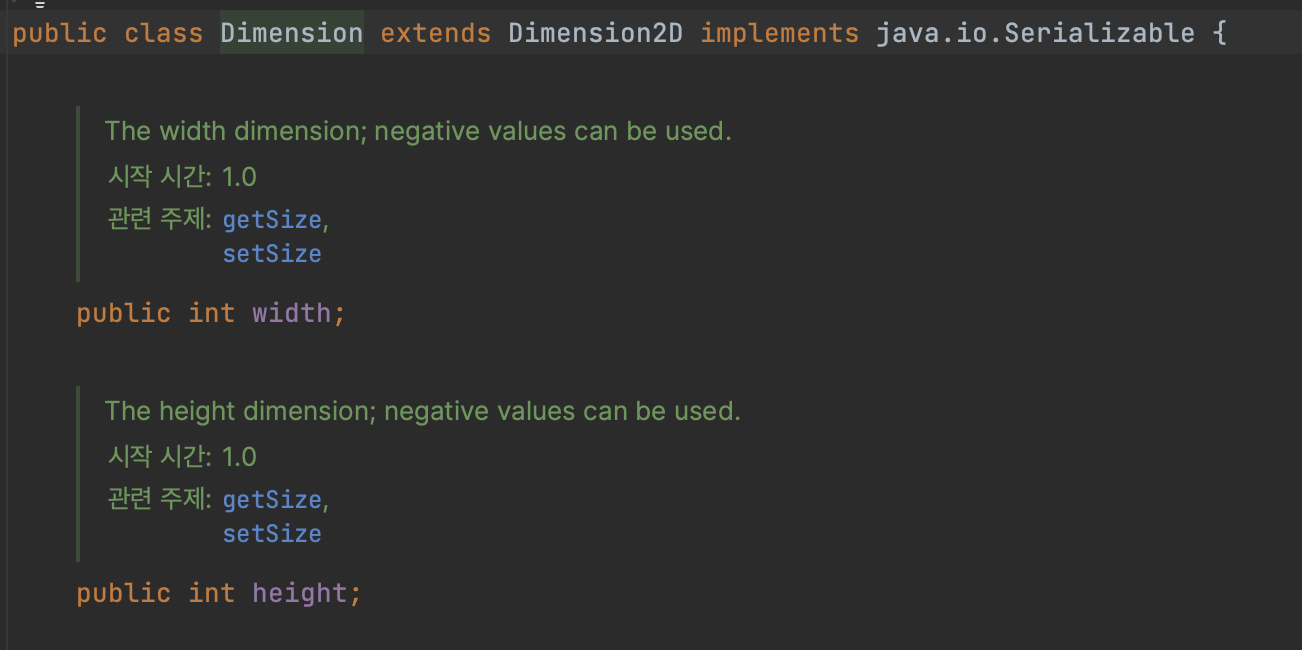 public class Dimension extends Dimension2D implements java.io.Serializable {
The width dimension; negative values can be used.
시작 시간: 1.0
관련 주제: getSize,
setSize
public int width;
The height dimension; negative values can be used.
시작 시간: 1.0
관련 주제: getSize,
setSize
public int height;